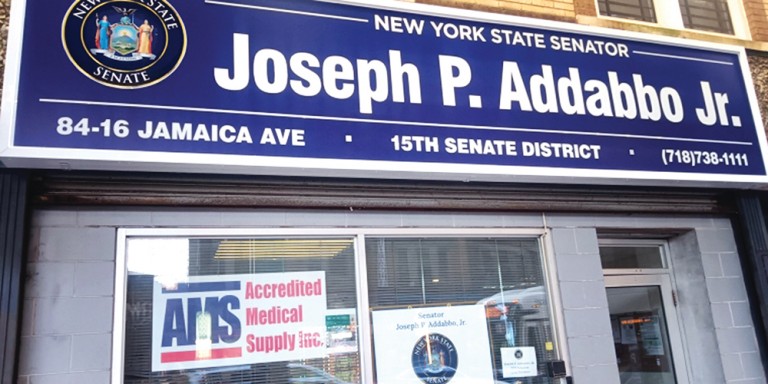 NEW YORK STATE
SENATE
NEW YORK STATE SENATOR
Joseph P. Addabbo Jr.
84-16 JAMAICA AVE · 15TH SENATE DISTRICT · (718)738-1111
AMS
Accredited
Medical
Supply Inc.
Senator
Joseph P. Addabbo, Jr.